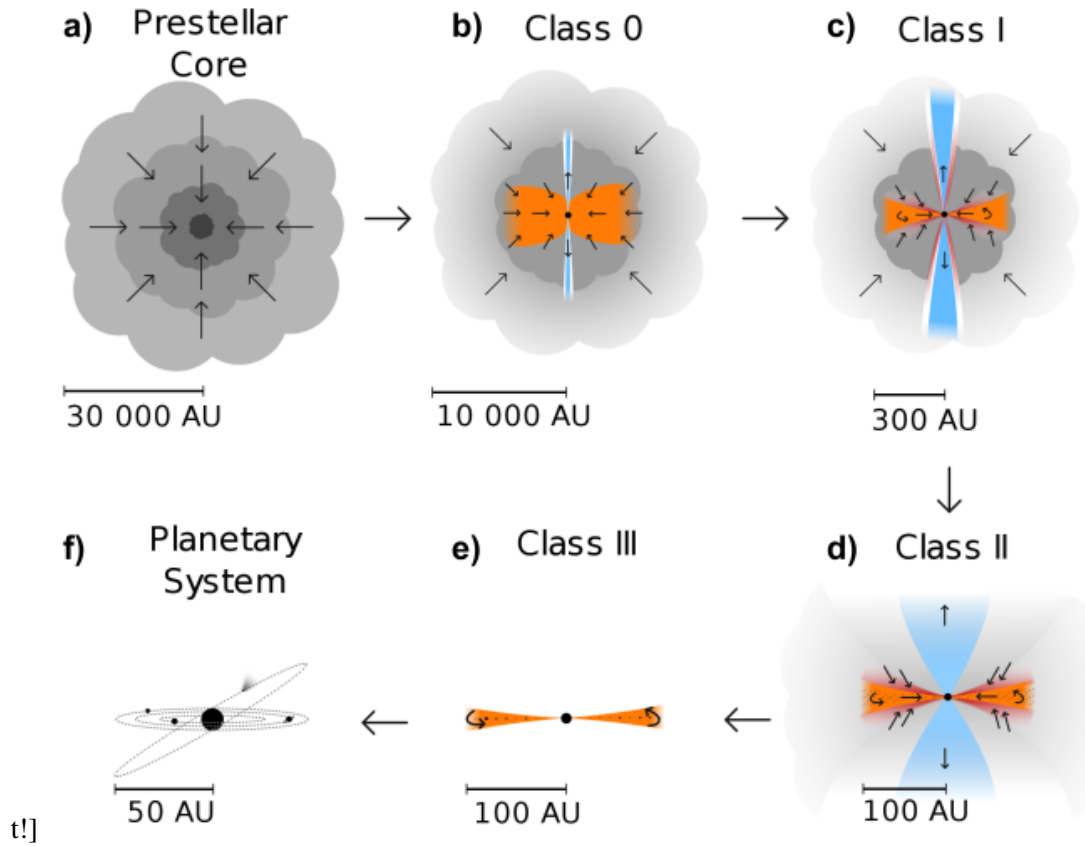 a) Prestellar
Core
b) Class 0
c) Class I
30 000 AU
10 000 AU
300 AU
f) Planetary
System
e) Class III
d) Class II
50 AU
100 AU
100 AU
t!]